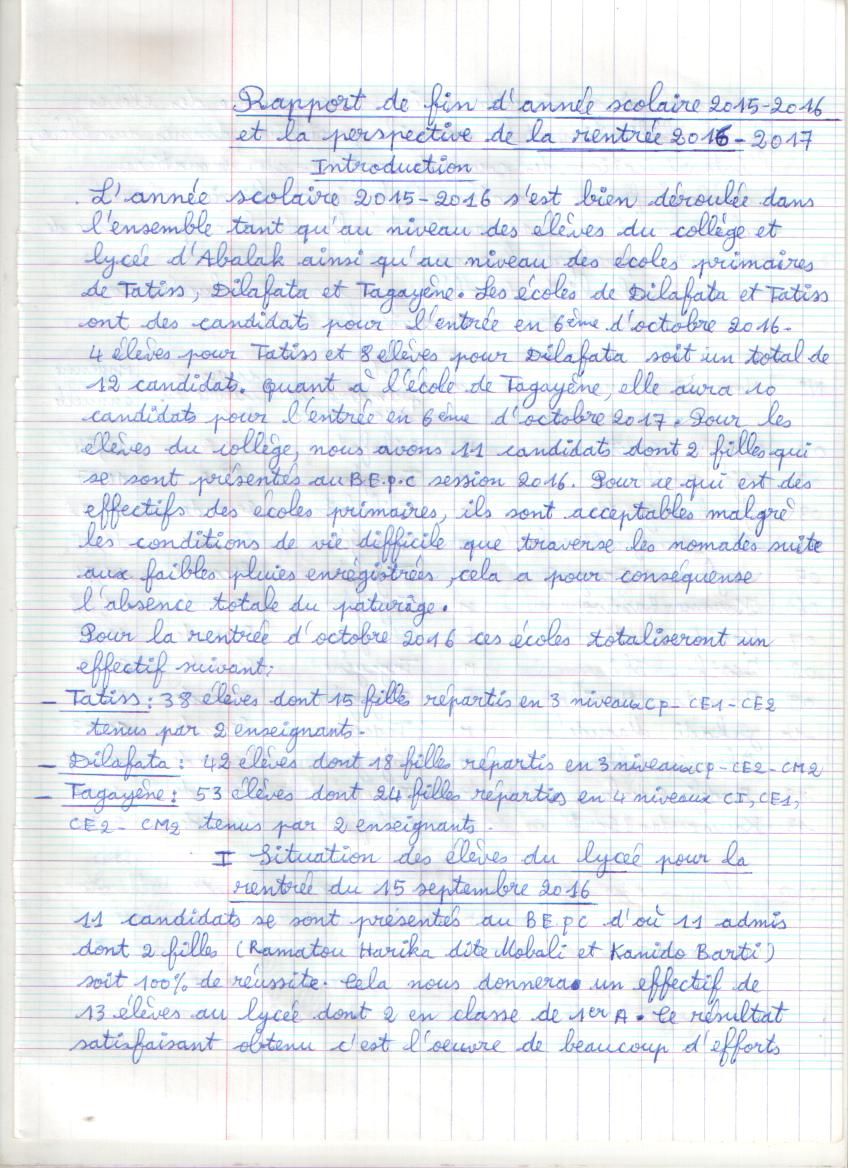 Rapport de fin d'année scolaire 2015-2016
et la perspective de la rentrée 2016-2017
Introduction
. L'année scolaire 2015-2016 s'est bien déroulée dans
l'ensemble tant qu'au niveau des élèves du collège et
lycée d'Abalak ainsi qu'au niveau des écoles primaires
de Tatiss, Dilafata et Tagayène. Les écoles de Dilafata et Tatiss
ont des candidats pour l'entrée en 6ème d'octobre 2016-
4 élèves pour Tatiss et 8 élèves pour Dilafata soit un total de
12 candidat. quant à l'école de Tagayène, elle aura 10
candidats pour l'entrée en 6ème d'octobre 2017. Pour les
élèves du collège, nous avons 11 candidats dont 2 filles qui
se sont présentés au B.E.p.c session 2016. Pour ce qui est des
effectifs des écoles primaires, ils sont acceptables malgré
les conditions de vie difficile que traverse les nomades suite
aux faibles pluies enrégistrées, cela a pour conséquense
l'absence totale du paturâge.
Pour la rentrée d'octobre 2016 ces écoles totaliseront un
effectif suivant:
- Tatiss: 38 élèves dont 15 filles répartis en 3 niveaux Cp- CE1- CE2
tenus par 2 enseignants.
- Dilafata: 42 élèves dont 18 filles répartis en 3 niveaux cp-CE2-CM2
- Tagayène: 53 élèves dont 24 filles répartis en 4 niveaux CI, CE1,
CE2- CM2 tenus par 2 enseignants.
I Situation des élèves du lyceé pour la
rentrée du 15 septembre 2016
11 candidats se sont présentés au B.E.p.c d'où 11 admis
dont 2 filles (Ramatou Harika dite Mobali et Kanido Barti)
soit 100% de réussite. Cela nous donnera un effectif de
13 élèves au lycée dont 2 en classe de 1er A. Ce résultat
satisfaisant obtenu c'est l'oeuvre de beaucoup d'efforts